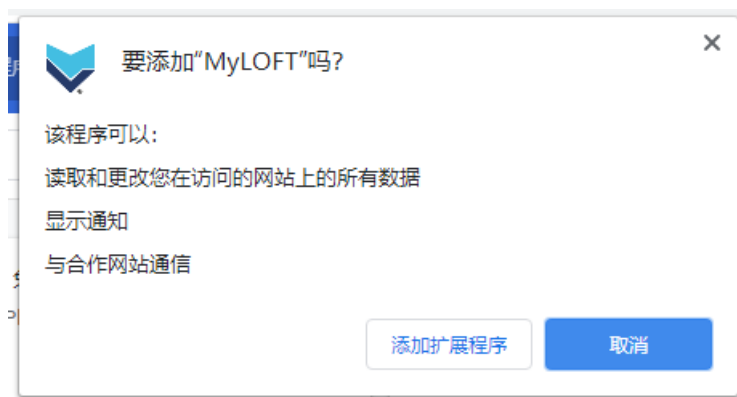 要添加“MyLOFT”吗?
该程序可以:
读取和更改您在访问的网站上的所有数据
显示通知
与合作网站通信
添加扩展程序
取消